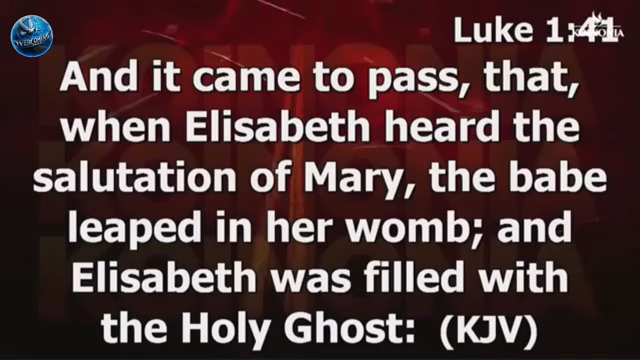 Luke 1:41
KOINONIA
And it came to pass, that,
when Elisabeth heard the
salutation of Mary, the babe
leaped in her womb; and
Elisabeth was filled with
the Holy Ghost: (KJV)